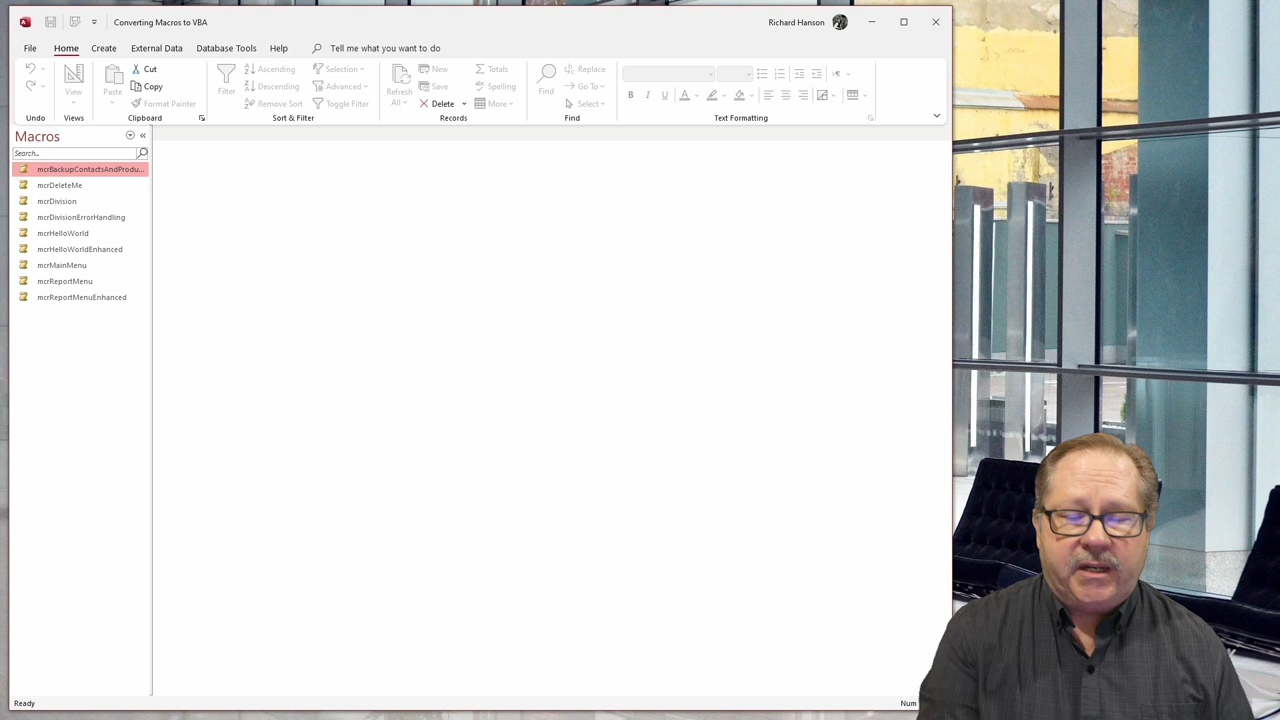 Converting Macros to VBA
Richard Hanson
File Home Create External Data Database Tools Help Tell me what you want to do
View
Paste
Cut
Copy
Format Painter
Filter
Ascending
Descending
Remove Sort
Selection
Advanced
Toggle Filter
Refresh
All
New
Save
Delete
Totals
Spelling
More
Find
Replace
Go To
Select
B I U A
Undo Views Clipboard Sort & Filter Records Find Text Formatting
Macros
Search...
mcrBackupContactsAndProdu...
mcrDeleteMe
mcrDivision
mcrDivisionErrorHandling
mcrHelloWorld
mcrHelloWorldEnhanced
mcrMainMenu
mcrReportMenu
mcrReportMenuEnhanced
Ready
Num